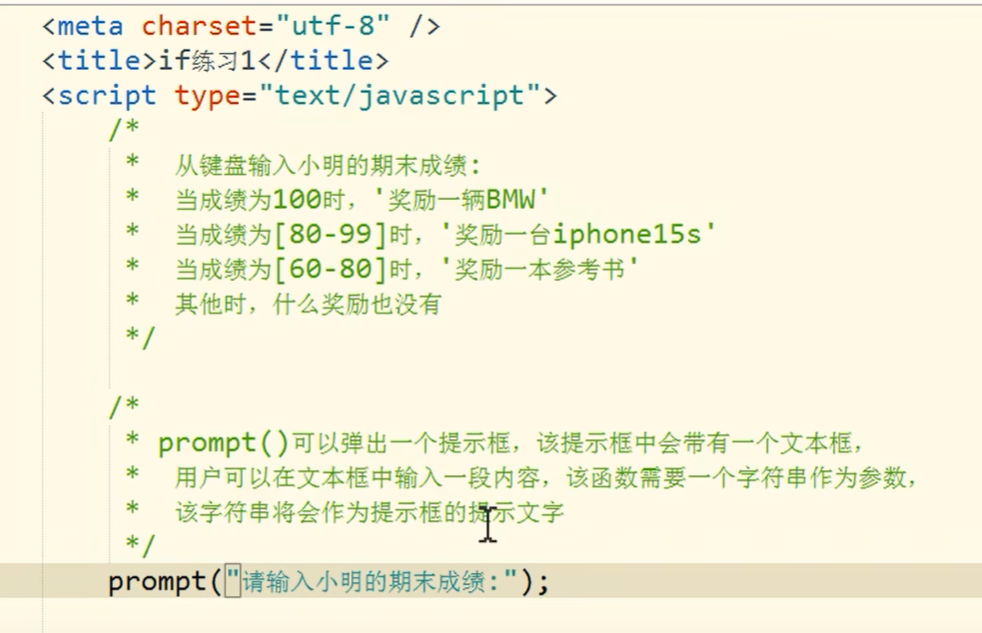 <meta charset="utf-8" />
<title>if练习1</title>
<script type="text/javascript">
/*
* 从键盘输入小明的期末成绩:
* 当成绩为100时，'奖励一辆BMW'
* 当成绩为[80-99]时，'奖励一台iphone15s'
* 当成绩为[60-80]时，'奖励一本参考书'
* 其他时，什么奖励也没有
*/
/*
* prompt()可以弹出一个提示框，该提示框中会带有一个文本框，
* 用户可以在文本框中输入一段内容，该函数需要一个字符串作为参数，
* 该字符串将会作为提示框的提示文字
*/
prompt("请输入小明的期末成绩:");